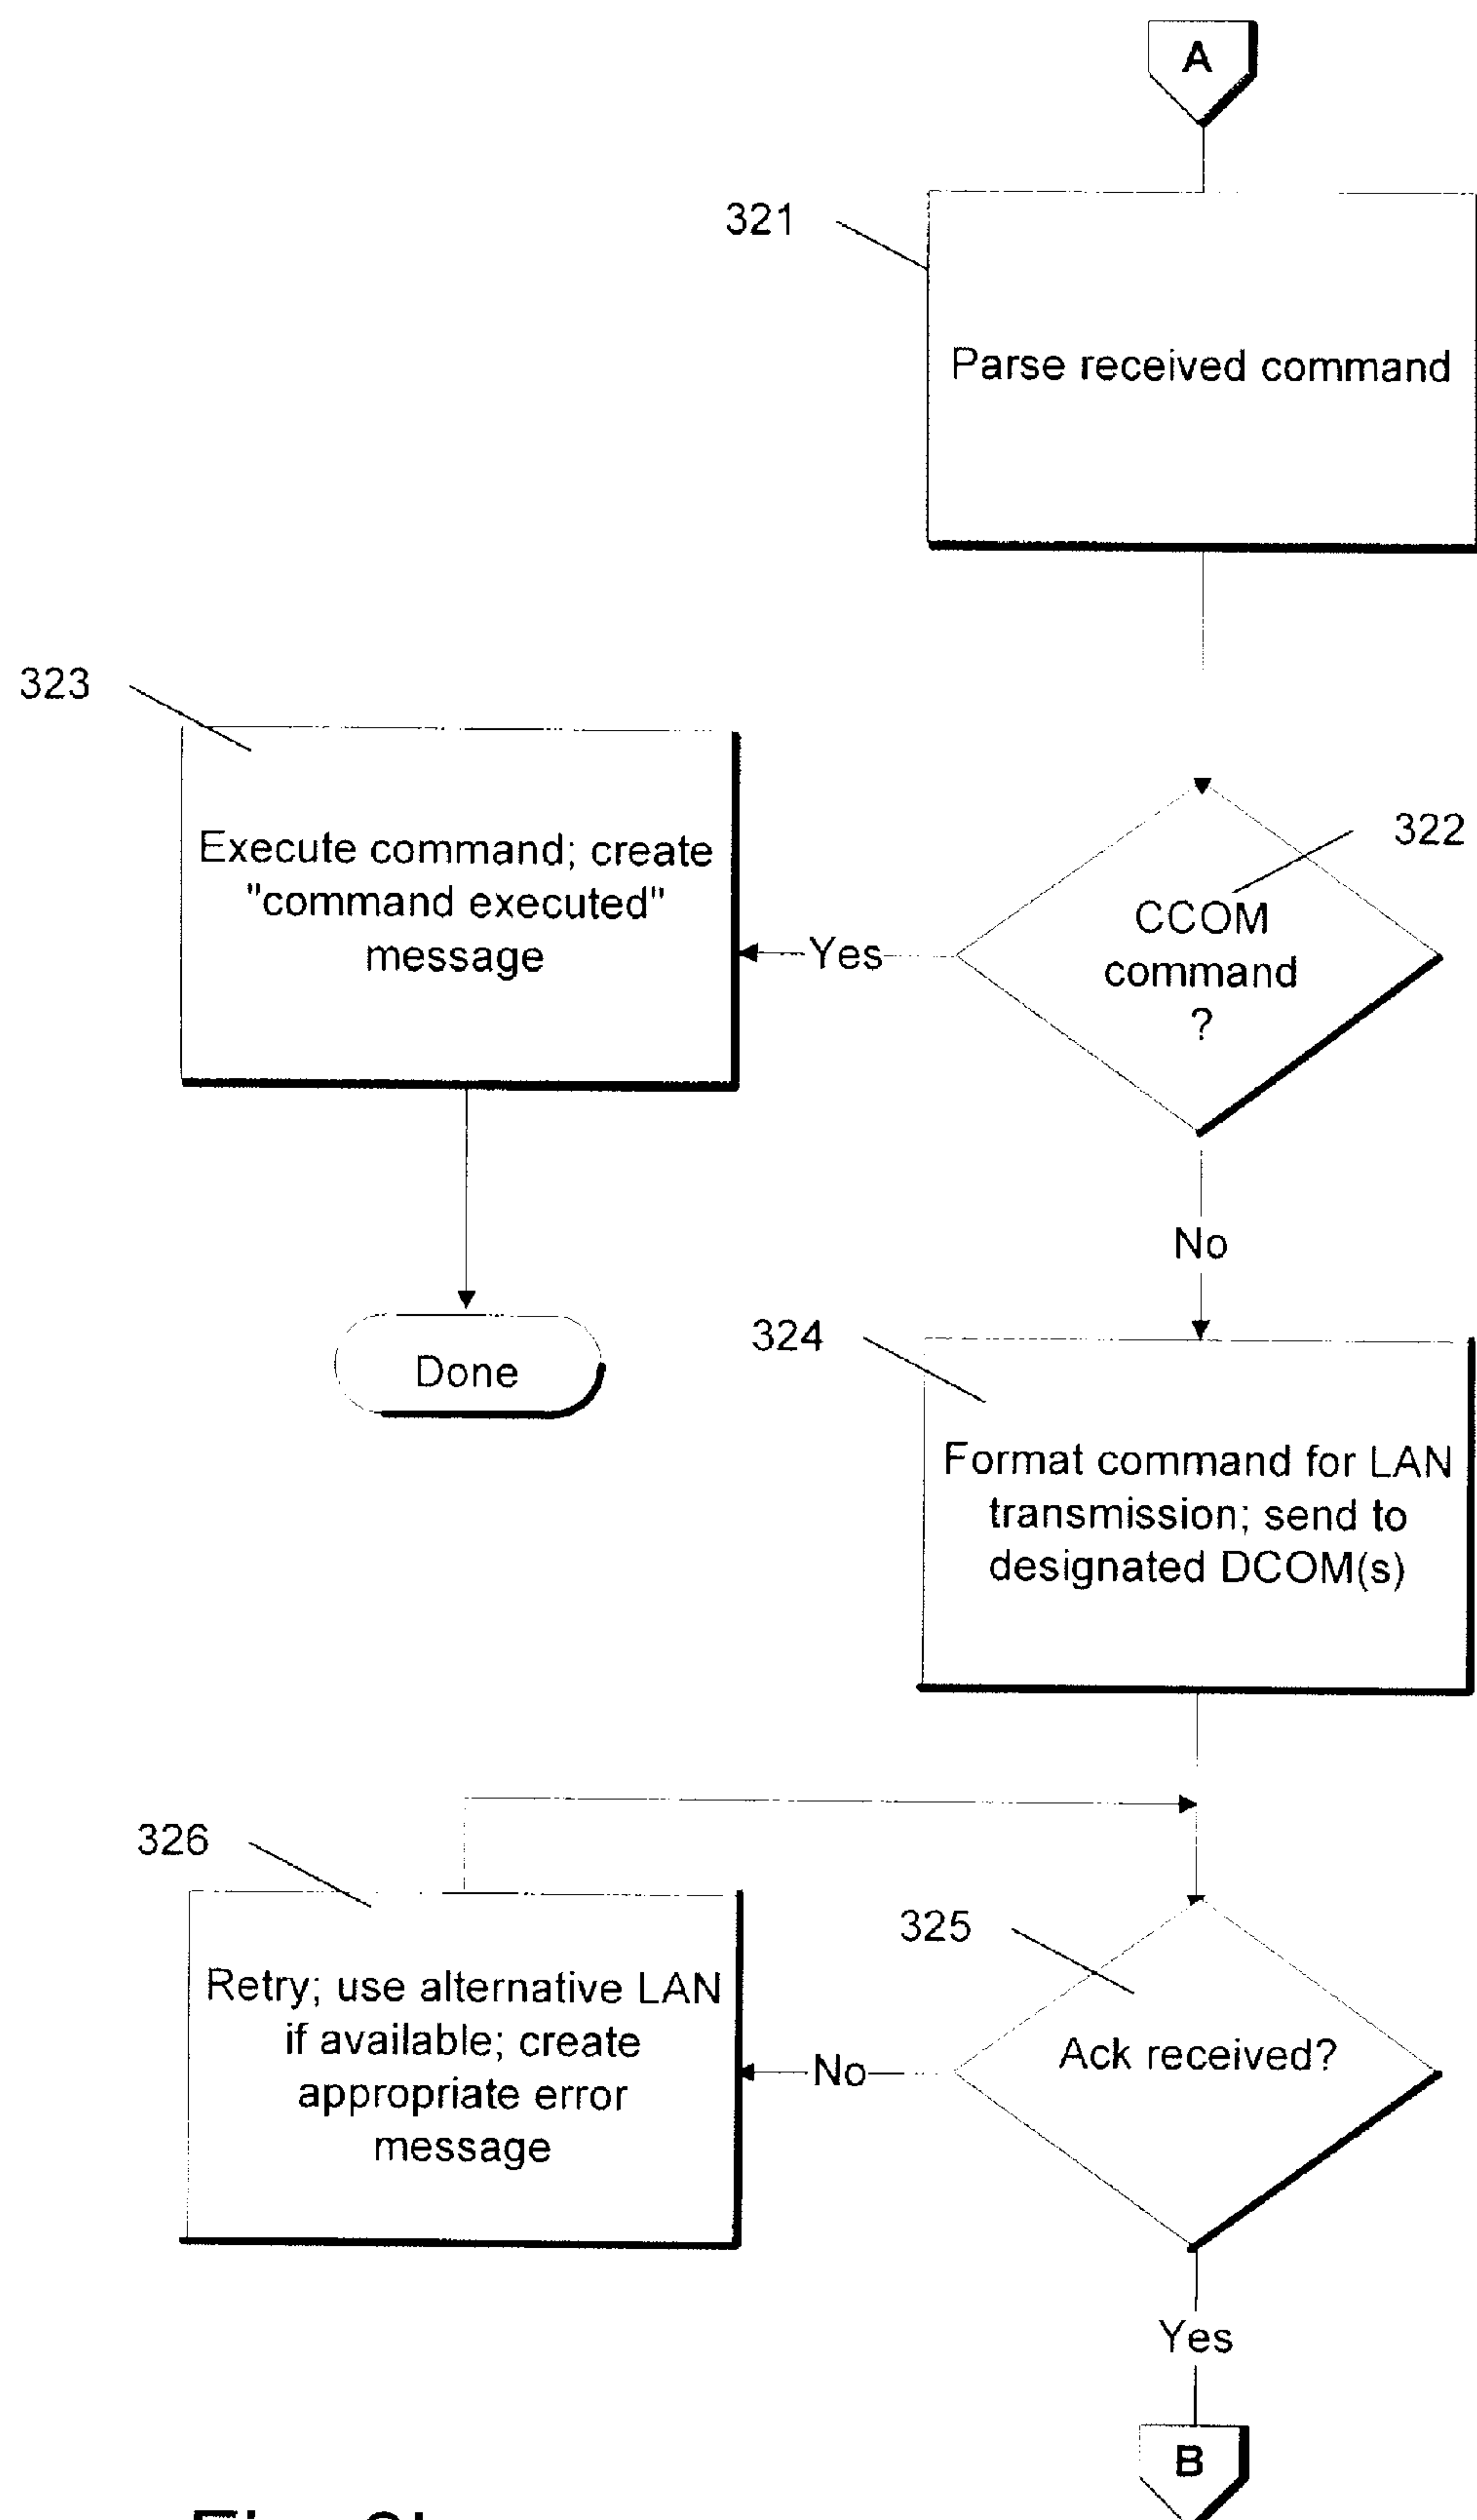 A
321
Parse received command
323
Execute command; create
"command executed"
message
322
CCOM
command
?
Yes
No
Done
324
Format command for LAN
transmission; send to
designated DCOM(s)
326
Retry; use alternative LAN
if available; create
appropriate error
message
325
Ack received?
No
Yes
B